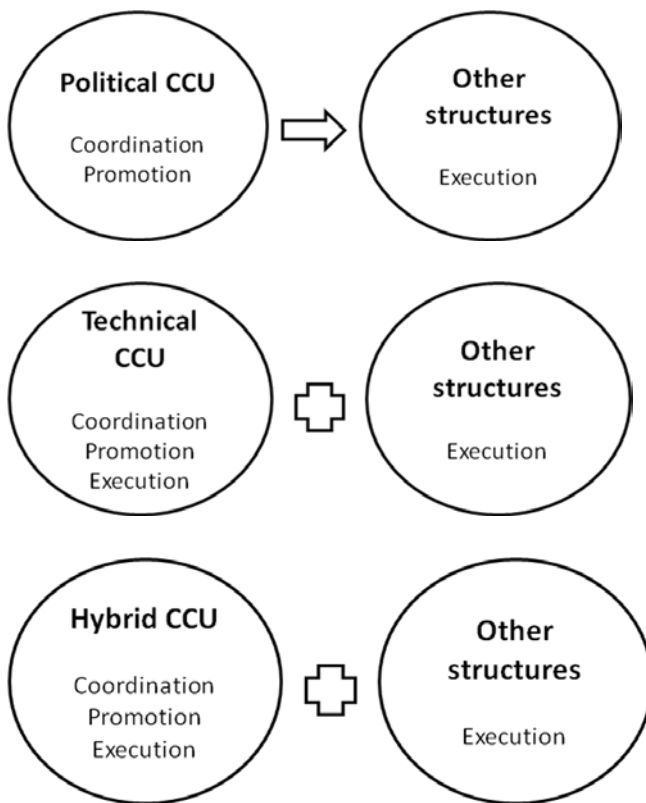 Political CCU
Coordination
Promotion
Other
structures
Execution
Technical
CCU
Coordination
Promotion
Execution
Other
structures
Execution
Hybrid CCU
Coordination
Promotion
Execution
Other
structures
Execution